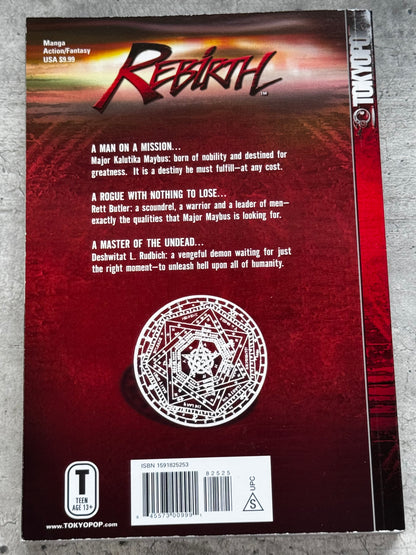 Manga
Action/Fantasy
USA $9.99
REBIRTH™
TOKYOPOP
A MAN ON A MISSION...
Major Kalutika Maybus: born of nobility and destined for
greatness. It is a destiny he must fulfill—at any cost.
A ROGUE WITH NOTHING TO LOSE...
Rett Butler: a scoundrel, a warrior and a leader of men—
exactly the qualities that Major Maybus is looking for.
A MASTER OF THE UNDEAD...
Deshwitat L. Rudbich: a vengeful demon waiting for just
the right moment—to unleash hell upon all of humanity.
T
TEEN
AGE 13+
www.TOKYOPOP.com
ISBN 1591825253
82525
45573 00999
UPC
S